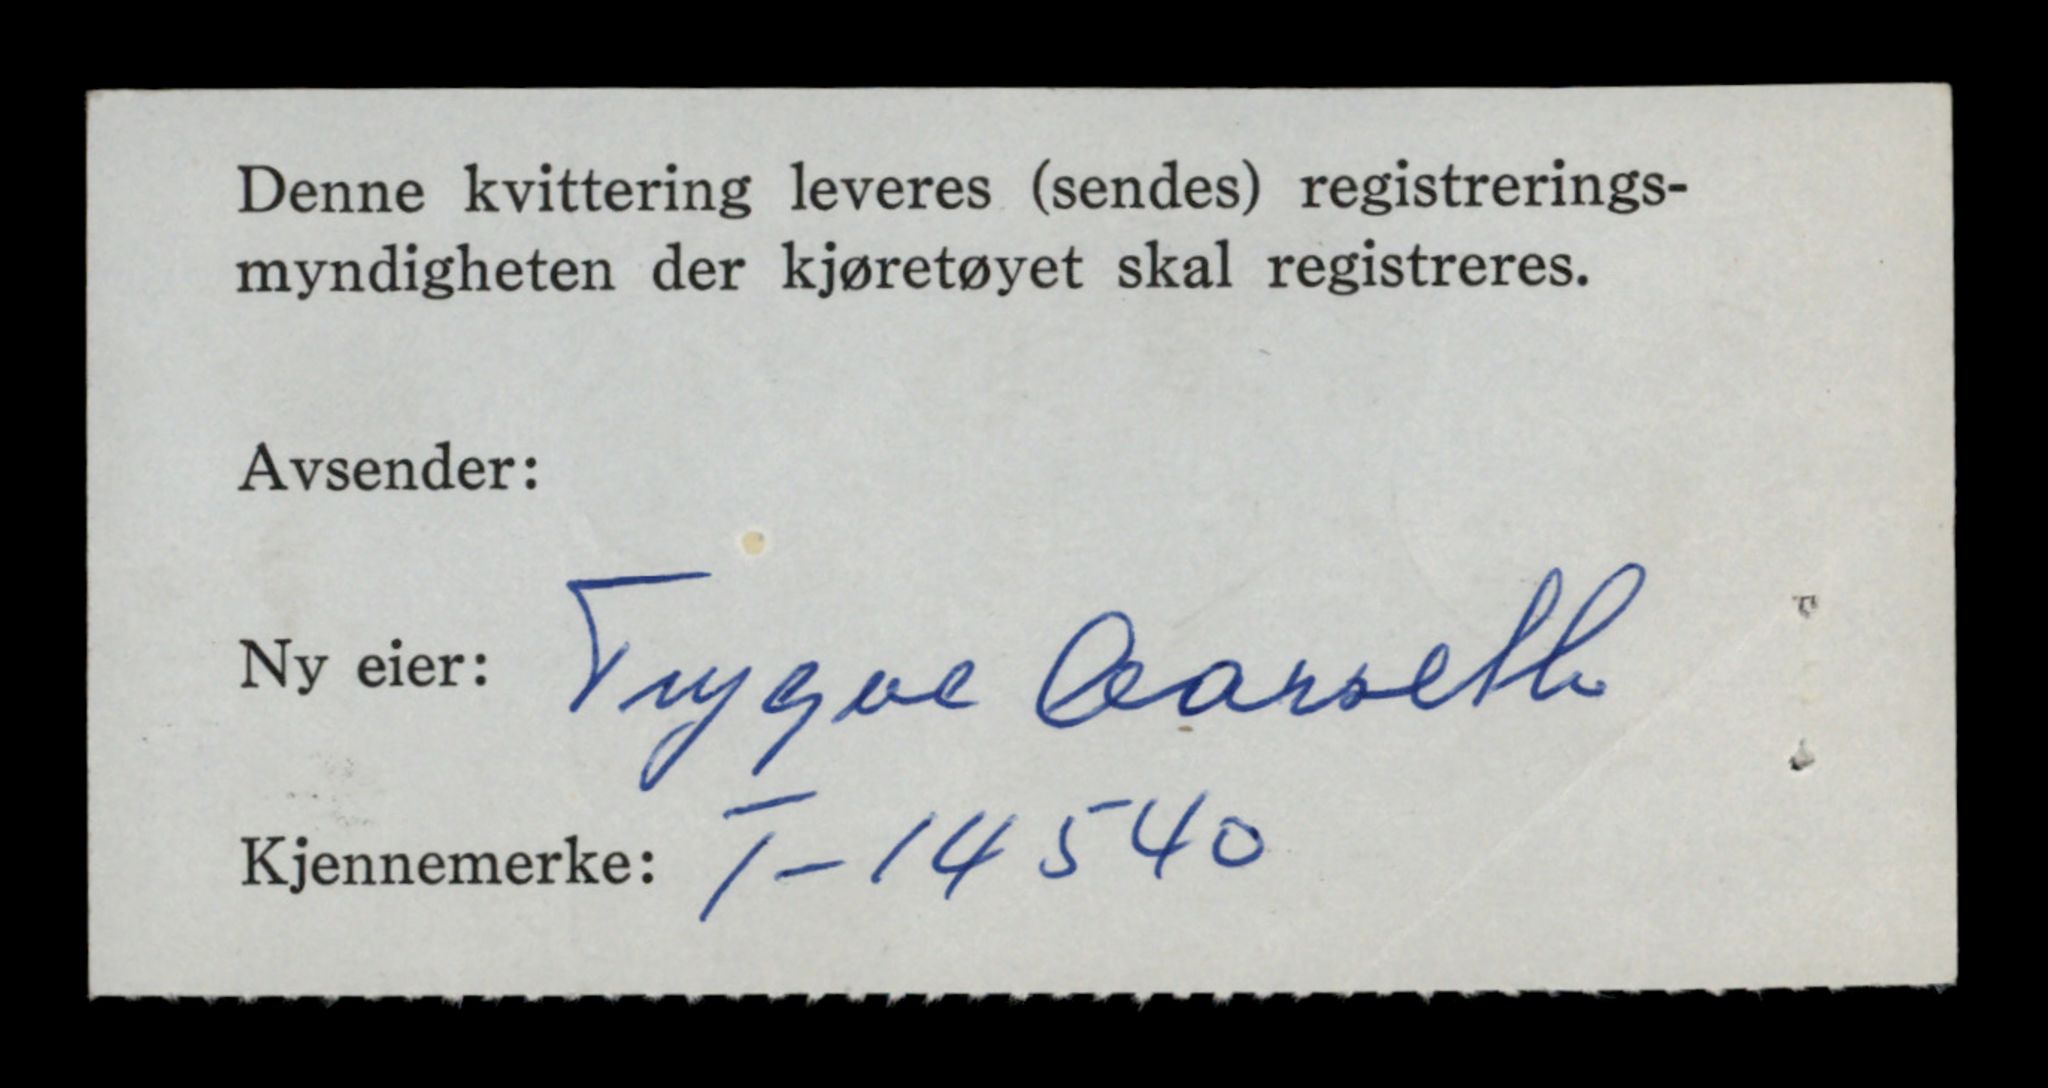 Denne kvittering leveres (sendes) registrerings-
myndigheten der kjøretøyet skal registreres.
Avsender:
Ny eier: Trygve Aarseth
Kjennemerke: T-14540